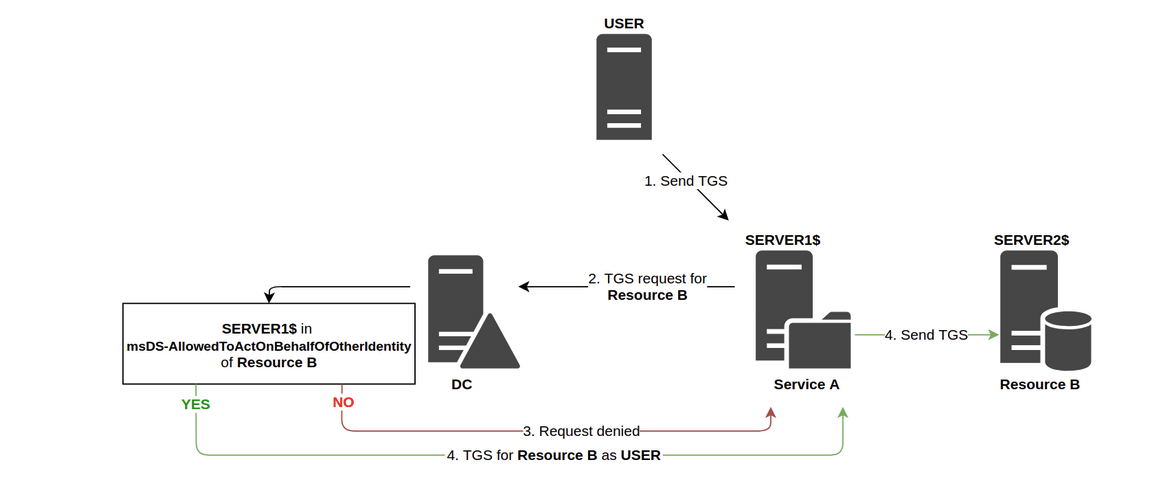 USER
1. Send TGS
SERVER1$
SERVER2$
2. TGS request for
Resource B
SERVER1$ in
msDS-AllowedToActOnBehalfOfOtherIdentity
of Resource B
4. Send TGS
DC
Service A
Resource B
YES
NO
3. Request denied
4. TGS for Resource B as USER